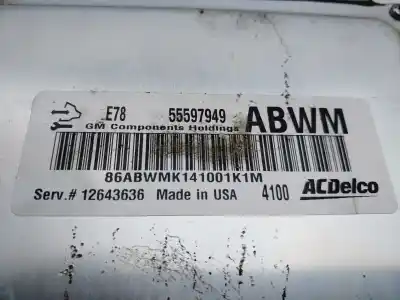 E78 55597949 ABWM
GM Components Holdings
86ABWMK141001K1M
Serv.# 12643636 Made in USA 4100 ACDelco